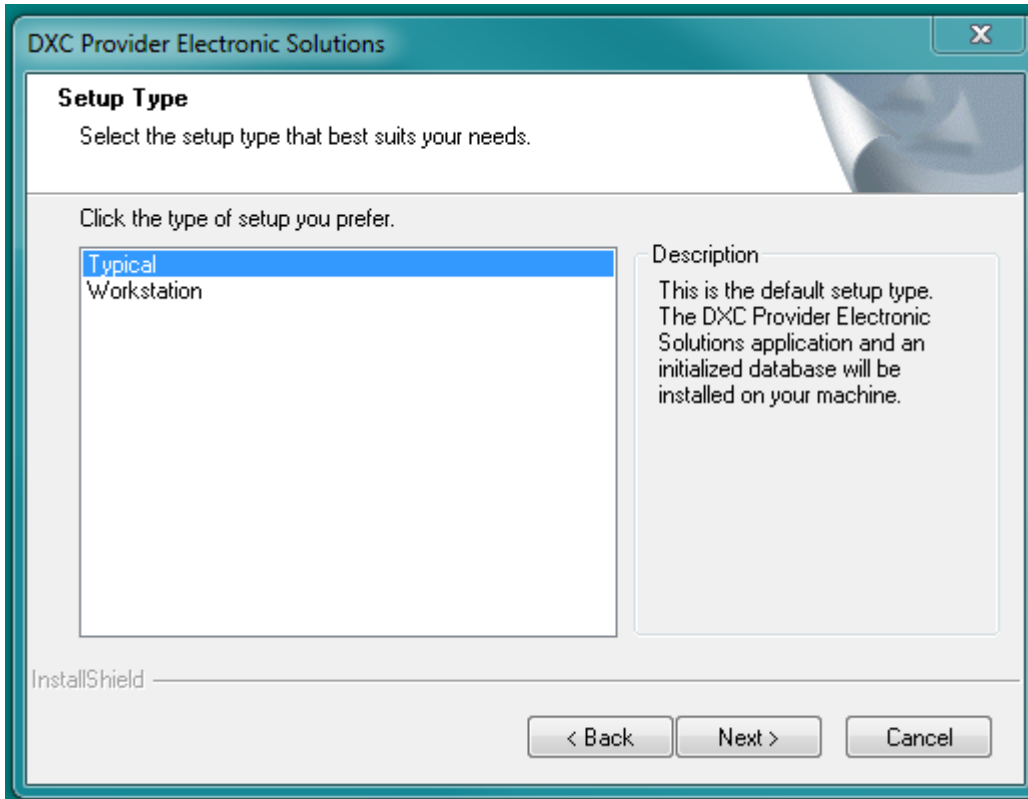 DXC Provider Electronic Solutions
Setup Type
Select the setup type that best suits your needs.
Click the type of setup you prefer.
Typical
Workstation
Description
This is the default setup type.
The DXC Provider Electronic
Solutions application and an
initialized database will be
installed on your machine.
InstallShield
< Back
Next >
Cancel